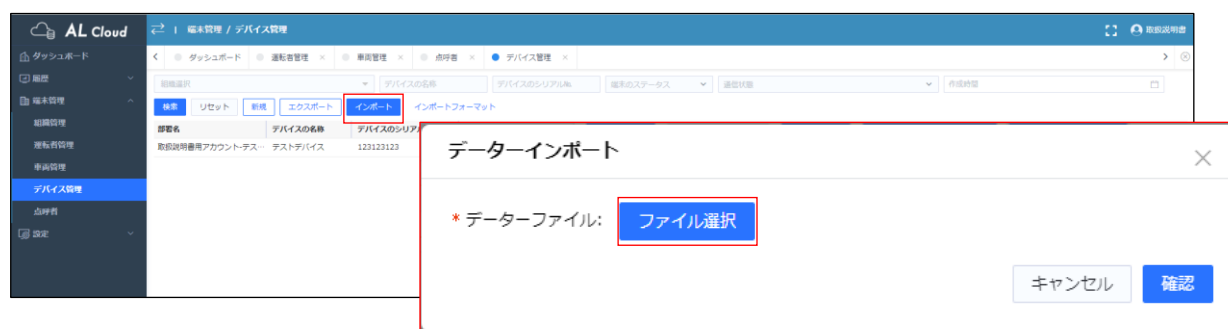 AL Cloud
端末管理 / デバイス管理
取扱説明書
ダッシュボード
履歴
端末管理
組織管理
運転者管理
車両管理
デバイス管理
点呼者
設定
ダッシュボード × 運転者管理 × 車両管理 × 点呼者 × デバイス管理 ×
組織選択 デバイスの名称 デバイスのシリアル№ 端末のステータス 通信状態 作成時間
検索 リセット 新規 エクスポート インポート インポートフォーマット
部署名 デバイスの名称 デバイスのシリアル
取扱説明書用アカウント-テス… テストデバイス 123123123
データーインポート
* データーファイル: ファイル選択
キャンセル 確認